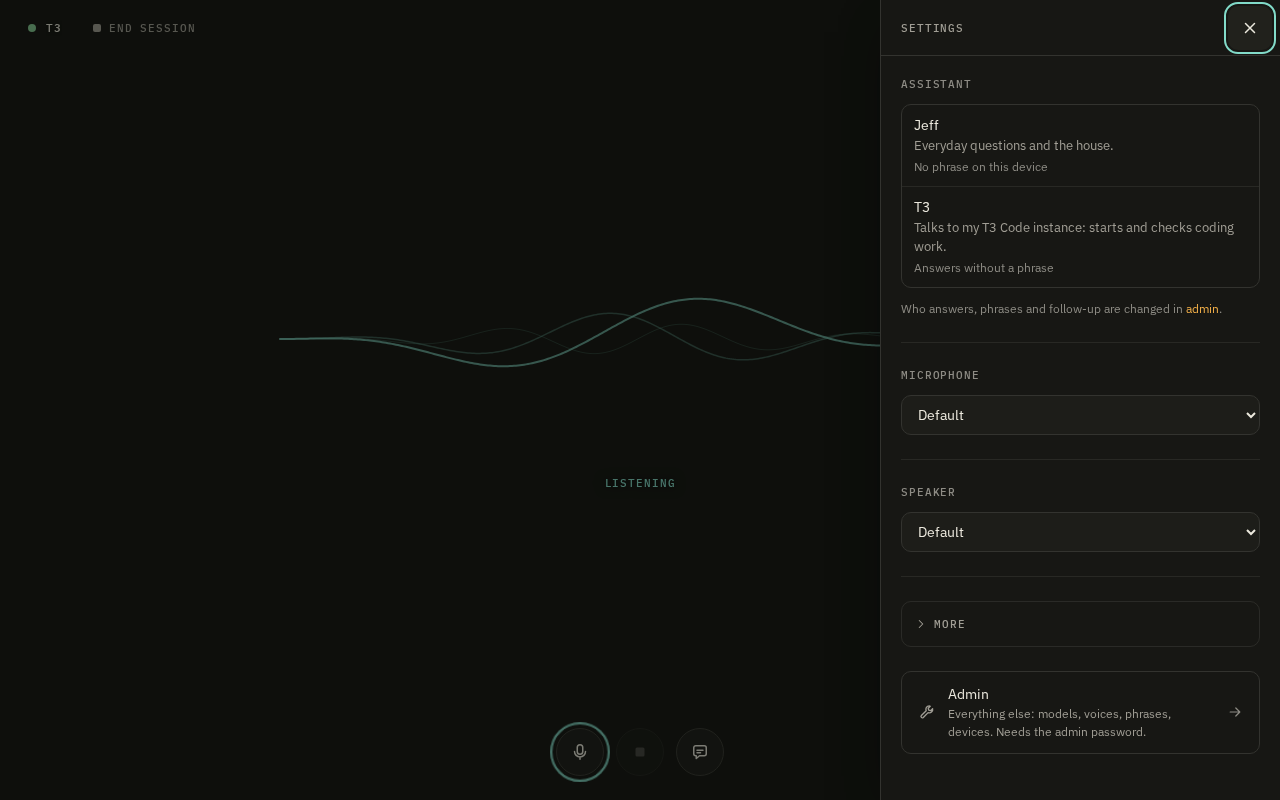 T3
END SESSION
SETTINGS
ASSISTANT
Jeff
Everyday questions and the house.
No phrase on this device
T3
Talks to my T3 Code instance: starts and checks coding
work.
Answers without a phrase
Who answers, phrases and follow-up are changed in admin.
MICROPHONE
Default
SPEAKER
Default
LISTENING
MORE
Admin
Everything else: models, voices, phrases,
devices. Needs the admin password.